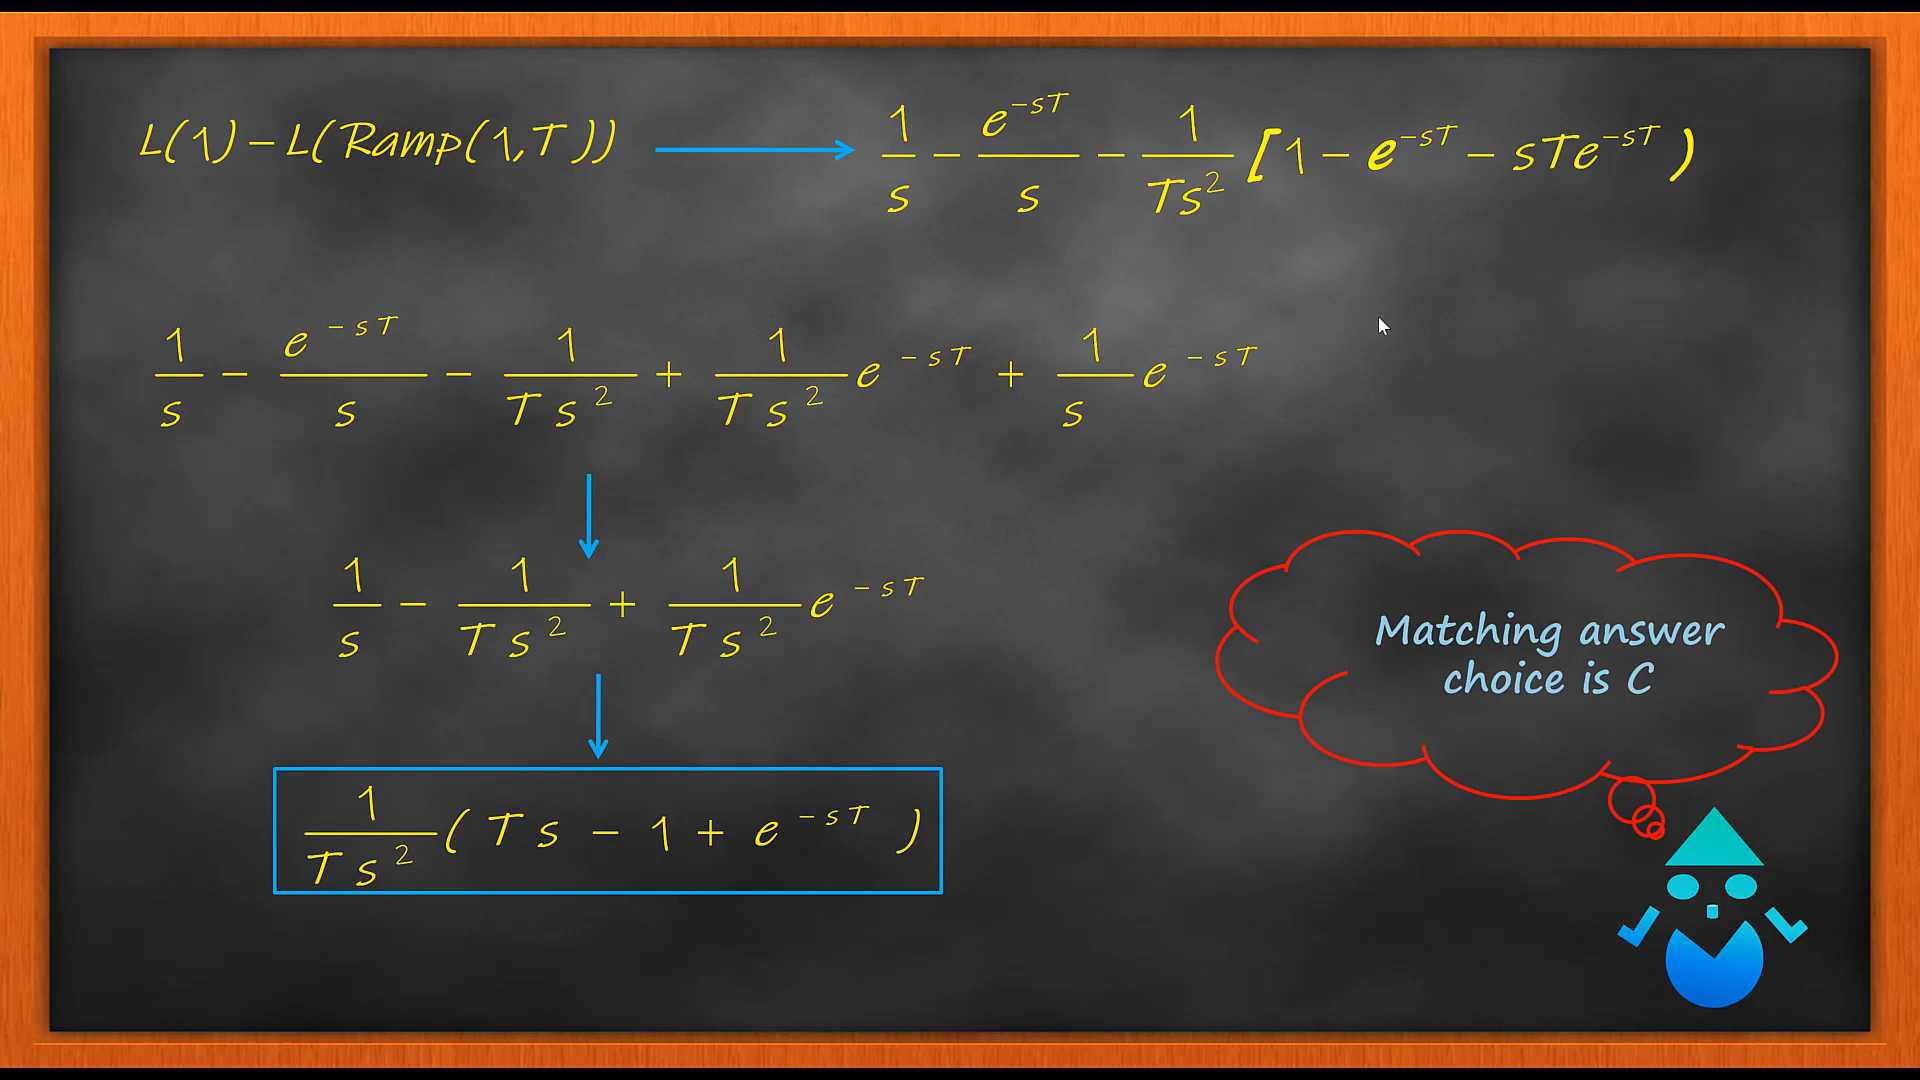 L(1) – L(Ramp(1,T)) → 1/s – e^{–sT}/s – 1/(Ts²) [1 – e^{–sT} – sTe^{–sT})
1/s – e^{–sT}/s – 1/(Ts²) + 1/(Ts²) e^{–sT} + 1/s e^{–sT}
1/s – 1/(Ts²) + 1/(Ts²) e^{–sT}
Matching answer
choice is C
1/(Ts²) (Ts – 1 + e^{–sT})